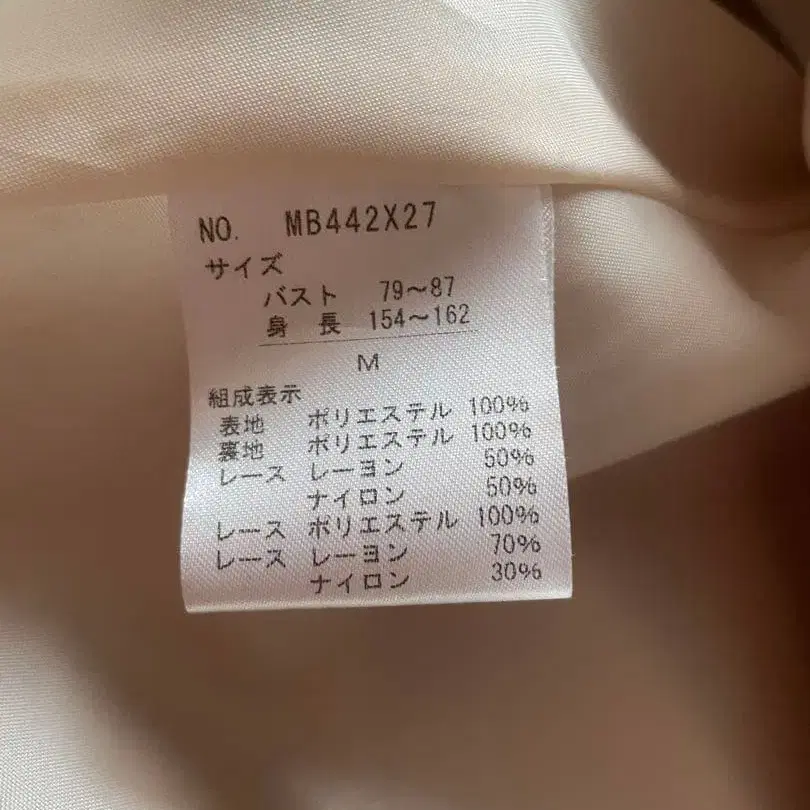 NO. MB442X27
サイズ
バスト 79〜87
身長 154〜162
M
組成表示
表地 ポリエステル 100%
裏地 ポリエステル 100%
レース レーヨン 50%
ナイロン 50%
レース ポリエステル 100%
レース レーヨン 70%
ナイロン 30%